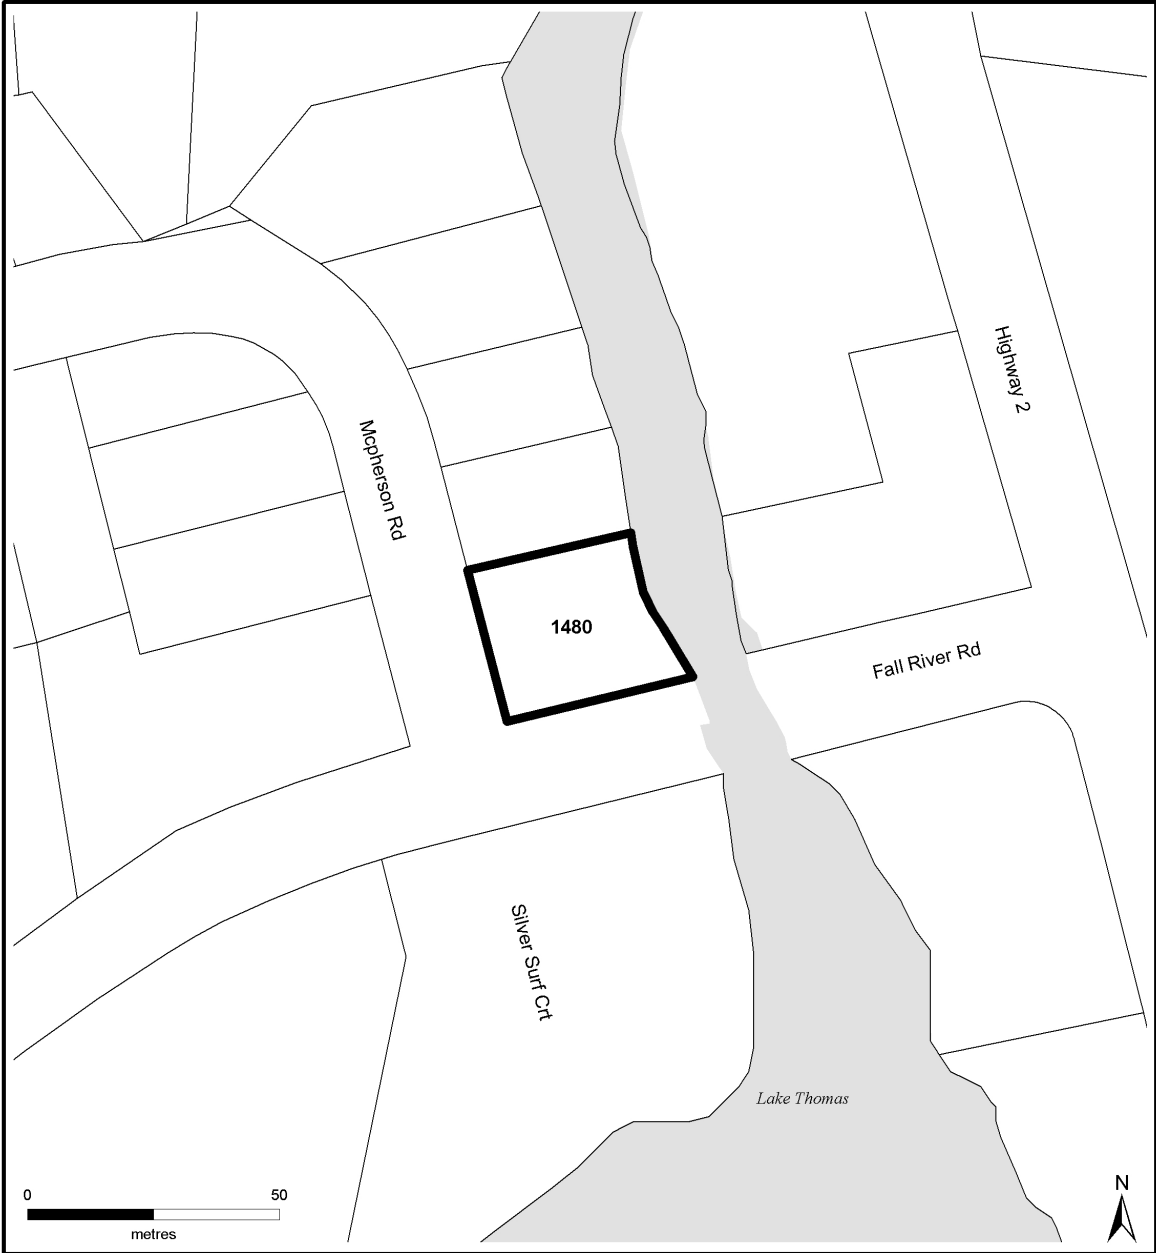 Highway 2
Mcpherson Rd
1480
Fall River Rd
Silver Surf Crt
Lake Thomas
N
0 50
metres